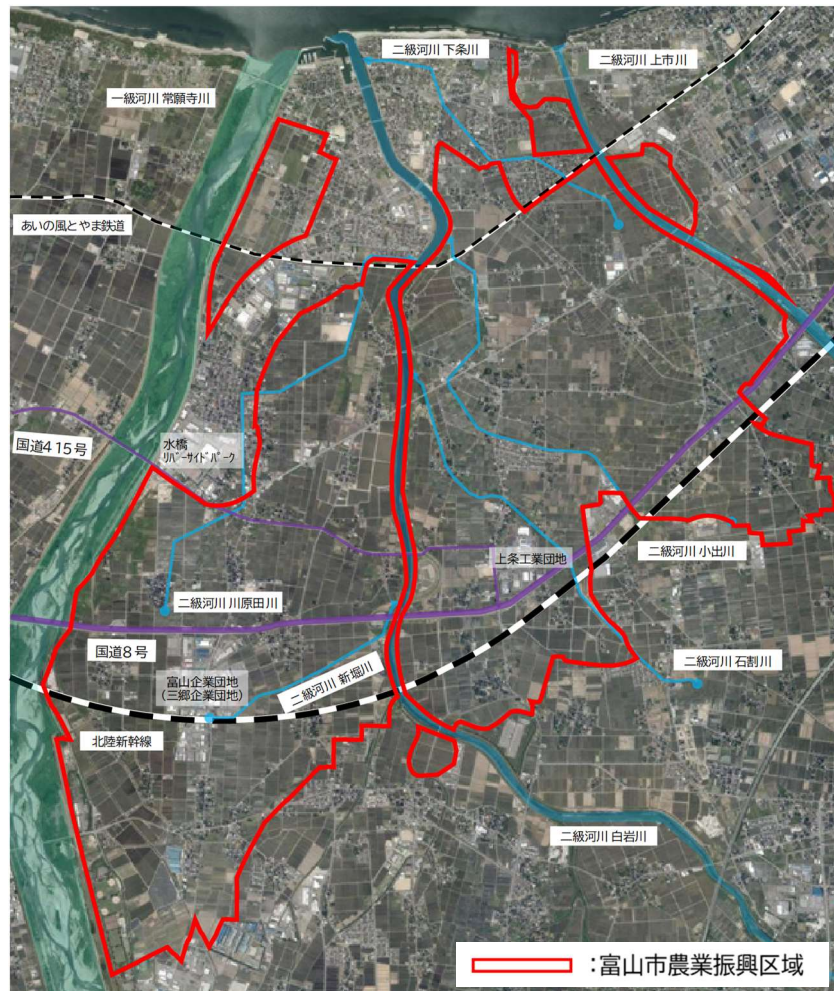 二級河川 下条川
二級河川 上市川
一級河川 常願寺川
あいの風とやま鉄道
国道415号
水橋
リバーサイドパーク
上条工業団地
二級河川 小出川
二級河川 川原田川
国道8号
富山企業団地
(三郷企業団地)
二級河川 新堀川
二級河川 石割川
北陸新幹線
二級河川 白岩川
:富山市農業振興区域